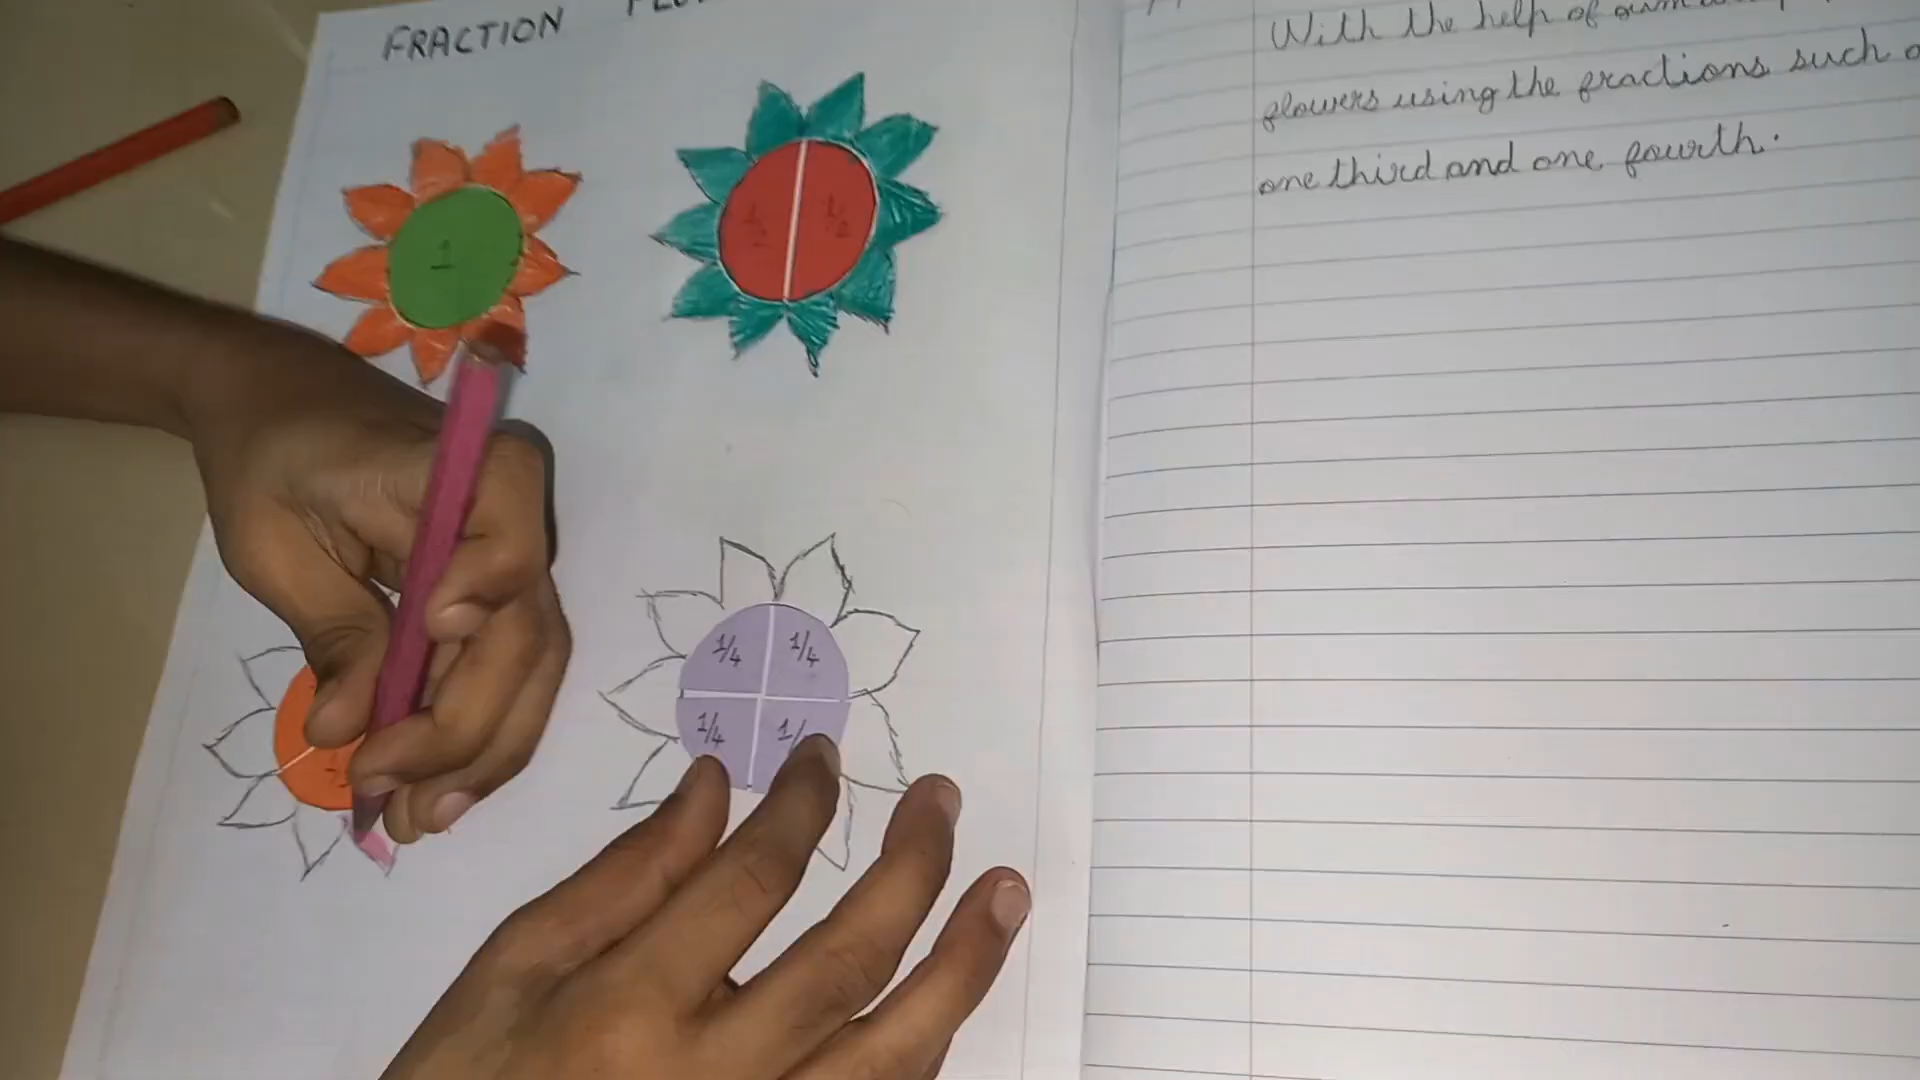 FRACTION
1
1/2 1/2
1/4 1/4
1/4
With the help of
flowers using the fractions such
one third and one fourth.